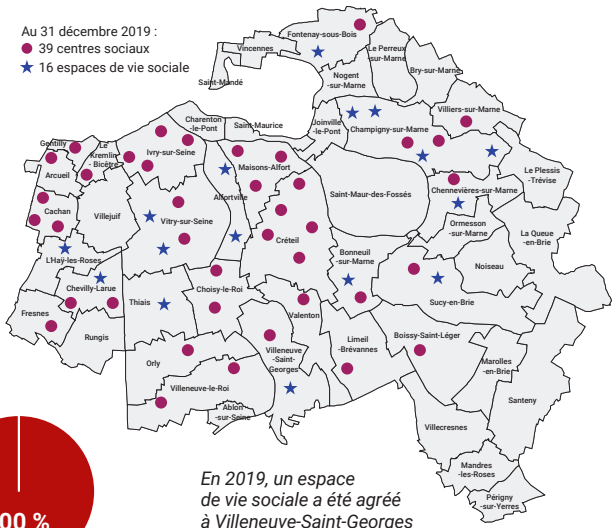 Au 31 décembre 2019 :
39 centres sociaux
16 espaces de vie sociale
Fontenay-sous-Bois
Vincennes
Le Perreux
-sur-Marne
Bry-sur-Marne
Saint-Mandé
Nogent
-sur-Marne
Villiers-sur-Marne
Charenton
-le-Pont
Saint-Maurice
Joinville
-le-Pont
Champigny-sur-Marne
Gentilly
Le
Kremlin
-Bicêtre
Ivry-sur-Seine
Maisons-Alfort
Le Plessis
-Trévise
Arcueil
Alfortville
Saint-Maur-des-Fossés
Chennevières-sur-Marne
Cachan
Villejuif
Vitry-sur-Seine
Ormesson
-sur-Marne
La Queue
-en-Brie
Créteil
L'Haÿ-les-Roses
Bonneuil
-sur-Marne
Noiseau
Chevilly-Larue
Thiais
Choisy-le-Roi
Sucy-en-Brie
Fresnes
Rungis
Valenton
Limeil
-Brévannes
Boissy-Saint-Léger
Orly
Villeneuve
-Saint-
Georges
Marolles
-en-Brie
Villeneuve-le-Roi
Santeny
Ablon
-sur-Seine
Villecresnes
Mandres
-les-Roses
Périgny
-sur-Yerres
00 %
En 2019, un espace
de vie sociale a été agréé
à Villeneuve-Saint-Georges